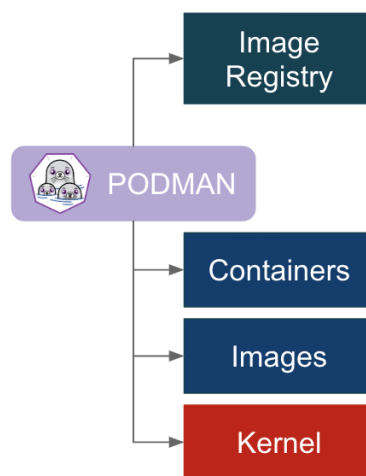 Image
Registry
PODMAN
Containers
Images
Kernel